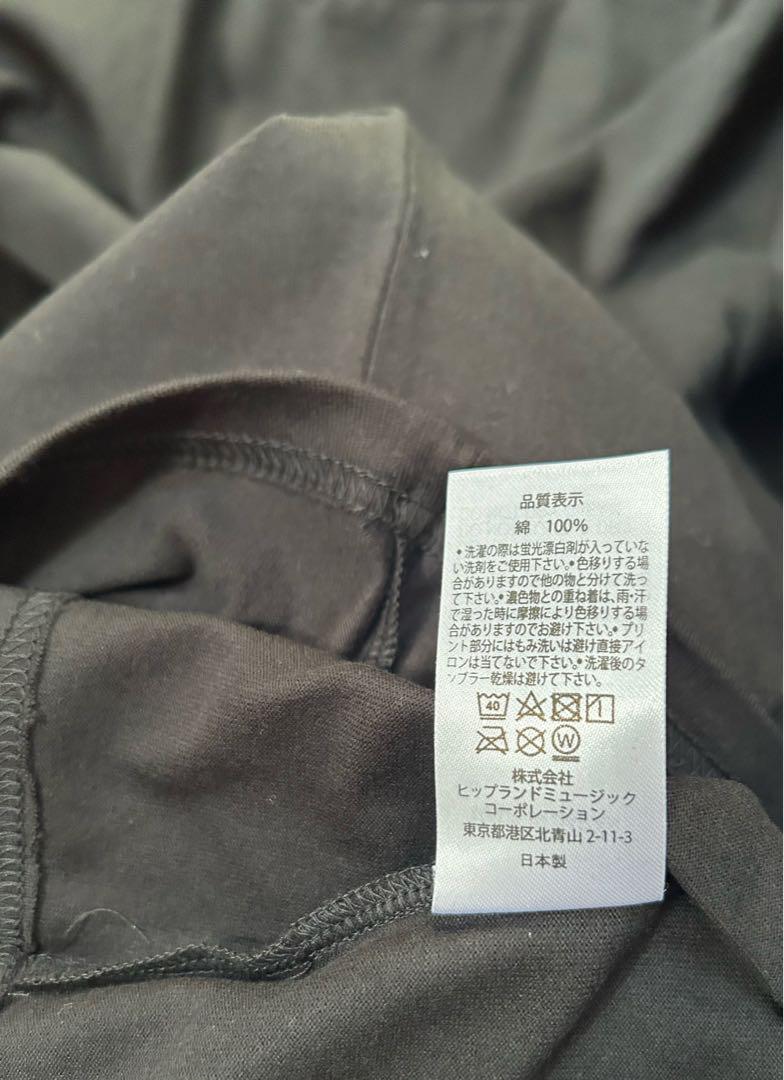 品質表示
綿 100%
•洗濯の際は蛍光漂白剤が入っていな
い洗剤をご使用下さい。•色移りする場
合がありますので他の物と分けて洗っ
て下さい。•濃色物との重ね着は、雨・汗
で湿った時に摩擦により色移りする場
合がありますのでお避け下さい。•プリ
ント部分にはもみ洗いは避け直接アイ
ロンは当てないで下さい。•洗濯後のタ
ンブラー乾燥は避けて下さい。
40
W
株式会社
ヒップランドミュージック
コーポレーション
東京都港区北青山 2-11-3
日本製